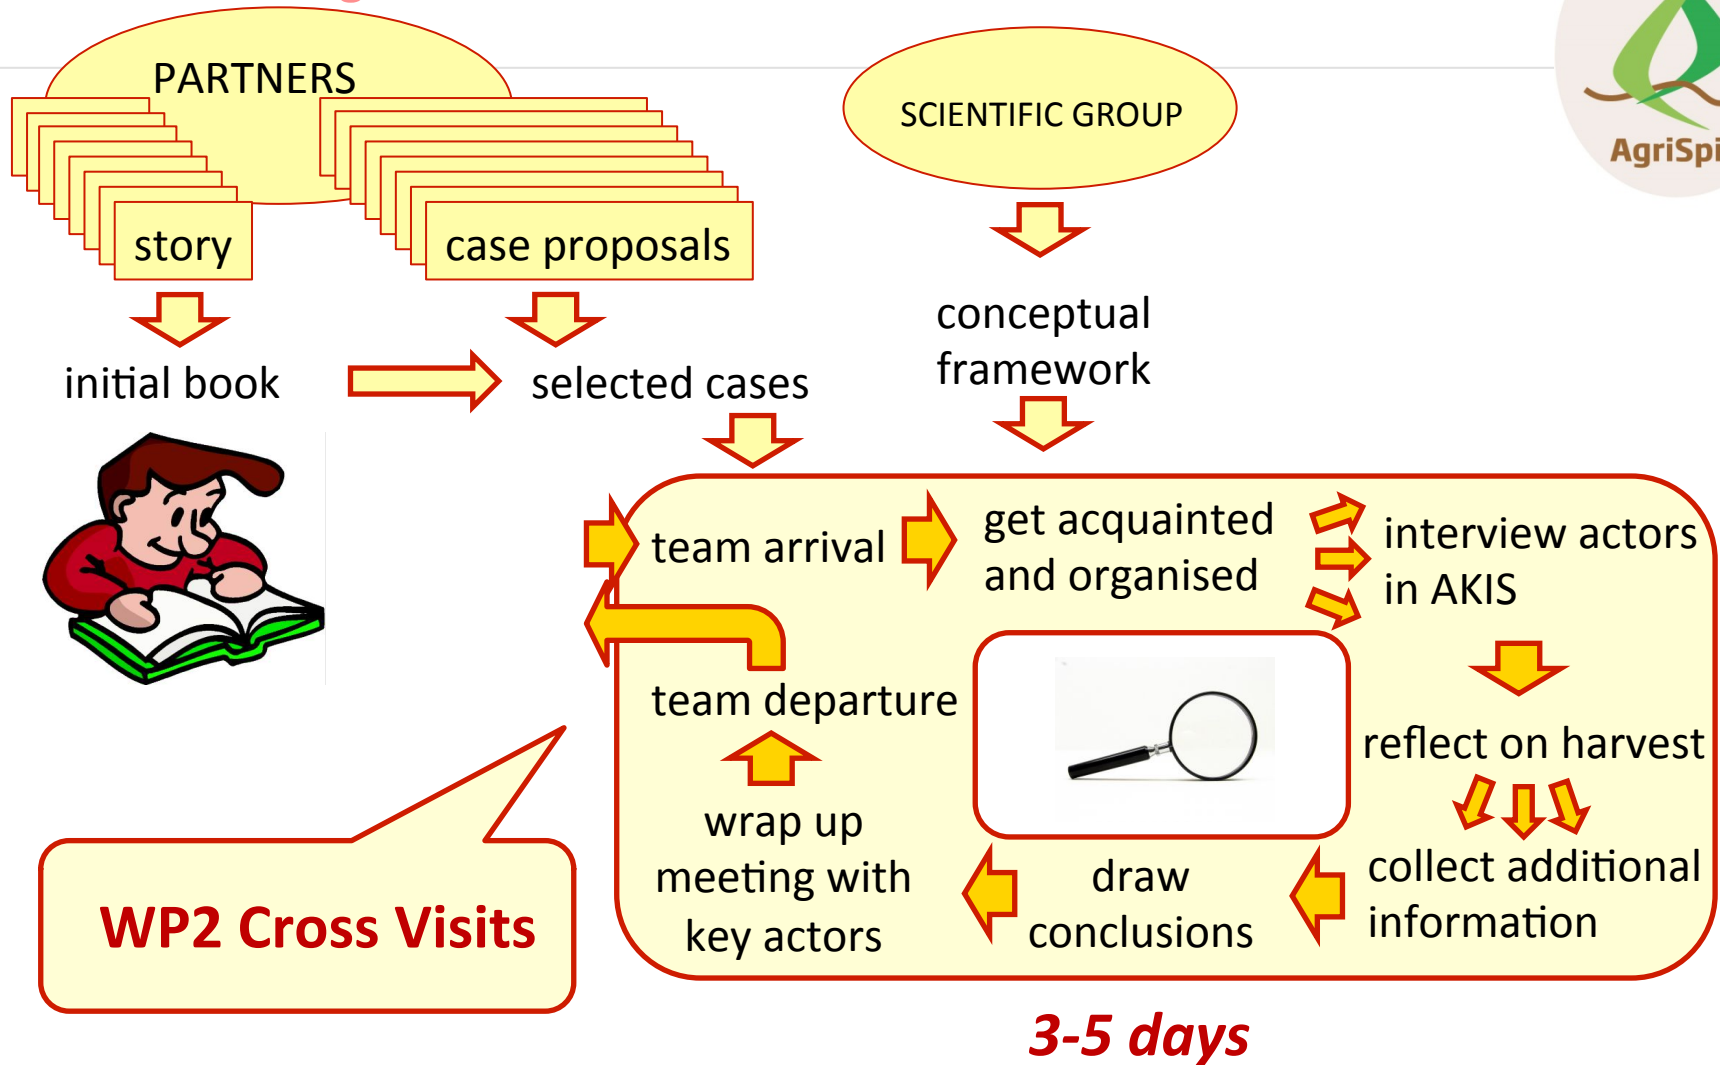 PARTNERS
SCIENTIFIC GROUP
story
case proposals
conceptual
framework
initial book
selected cases
team arrival
get acquainted
and organised
interview actors
in AKIS
reflect on harvest
collect additional
information
draw
conclusions
wrap up
meeting with
key actors
team departure
WP2 Cross Visits
3-5 days